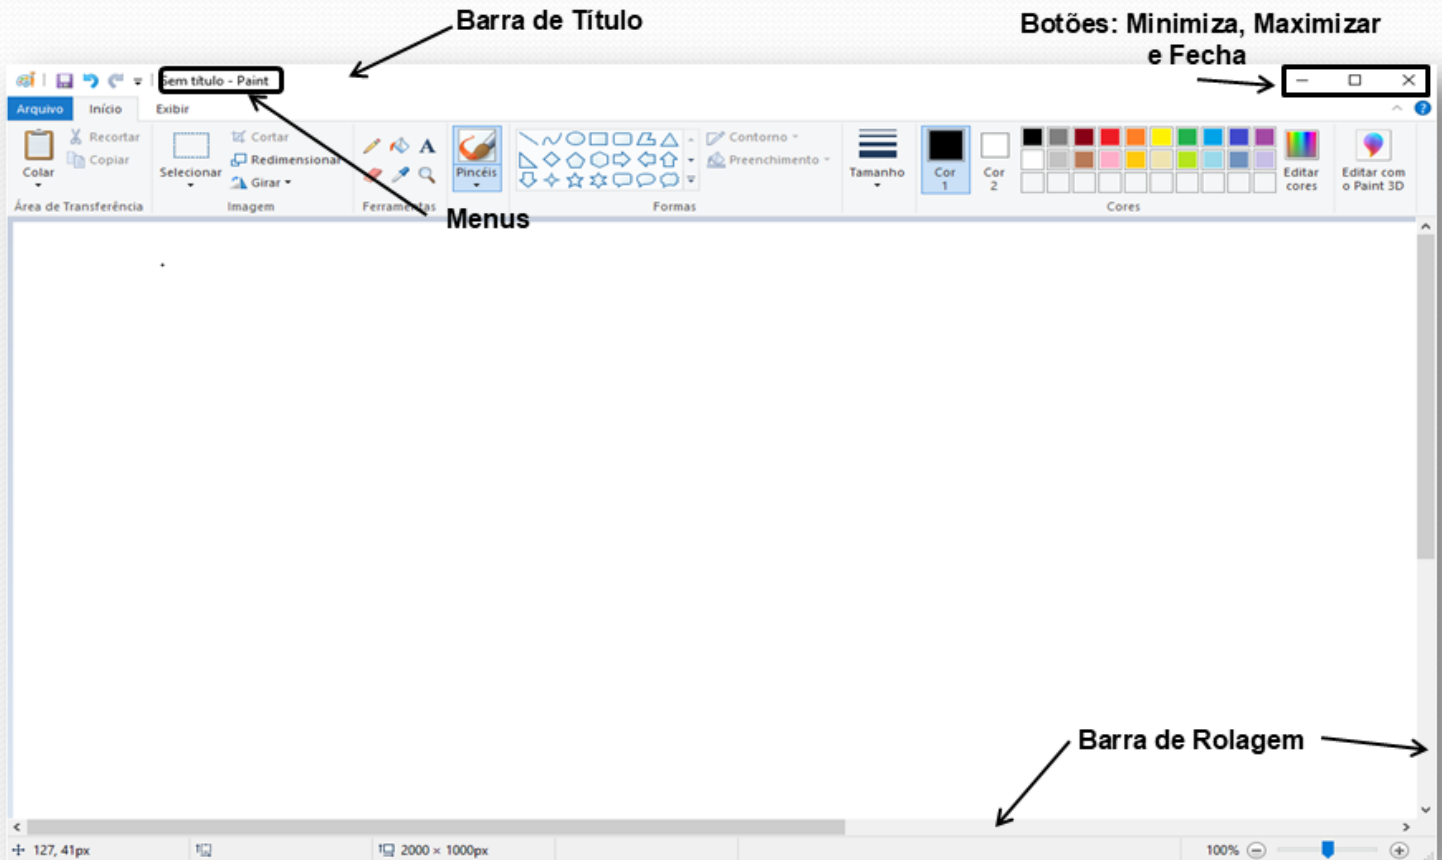 Barra de Título
Botões: Minimiza, Maximizar
e Fecha
Sem título - Paint
Arquivo
Início
Exibir
Colar
Recortar
Copiar
Área de Transferência
Selecionar
Cortar
Redimensionar
Girar
Imagem
A
Ferramentas
Pincéis
Menus
Contorno
Preenchimento
Formas
Tamanho
Cor
1
Cor
2
Cores
Editar
cores
Editar com
o Paint 3D
?
Barra de Rolagem
127, 41px
2000 × 1000px
100%